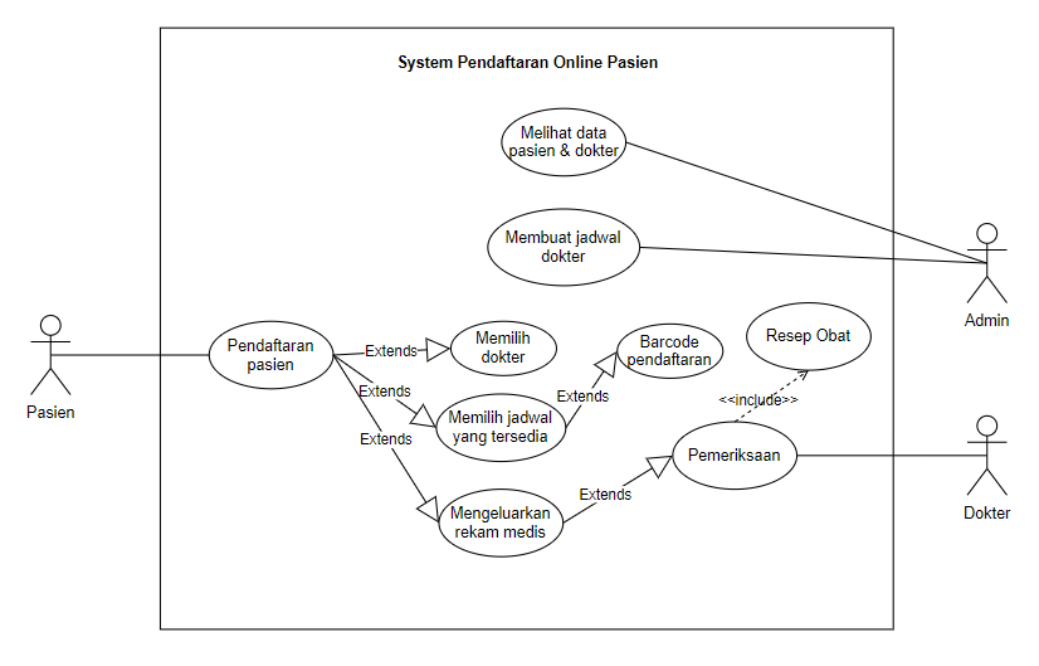 System Pendaftaran Online Pasien
Melihat data
pasien & dokter
Membuat jadwal
dokter
Admin
Pasien
Pendaftaran
pasien
Extends
Memilih
dokter
Extends
Memilih jadwal
yang tersedia
Extends
Barcode
pendaftaran
Resep Obat
<<include>>
Extends
Mengeluarkan
rekam medis
Extends
Pemeriksaan
Dokter